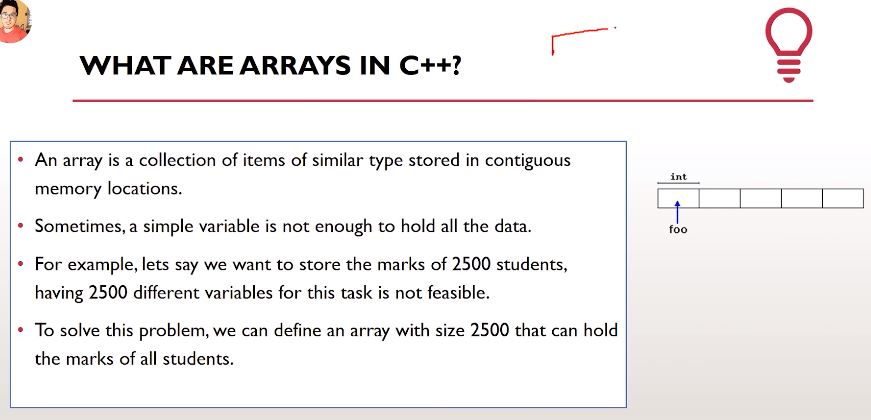 WHAT ARE ARRAYS IN C++?
• An array is a collection of items of similar type stored in contiguous
memory locations.
• Sometimes, a simple variable is not enough to hold all the data.
• For example, lets say we want to store the marks of 2500 students,
having 2500 different variables for this task is not feasible.
• To solve this problem, we can define an array with size 2500 that can hold
the marks of all students.
int
foo